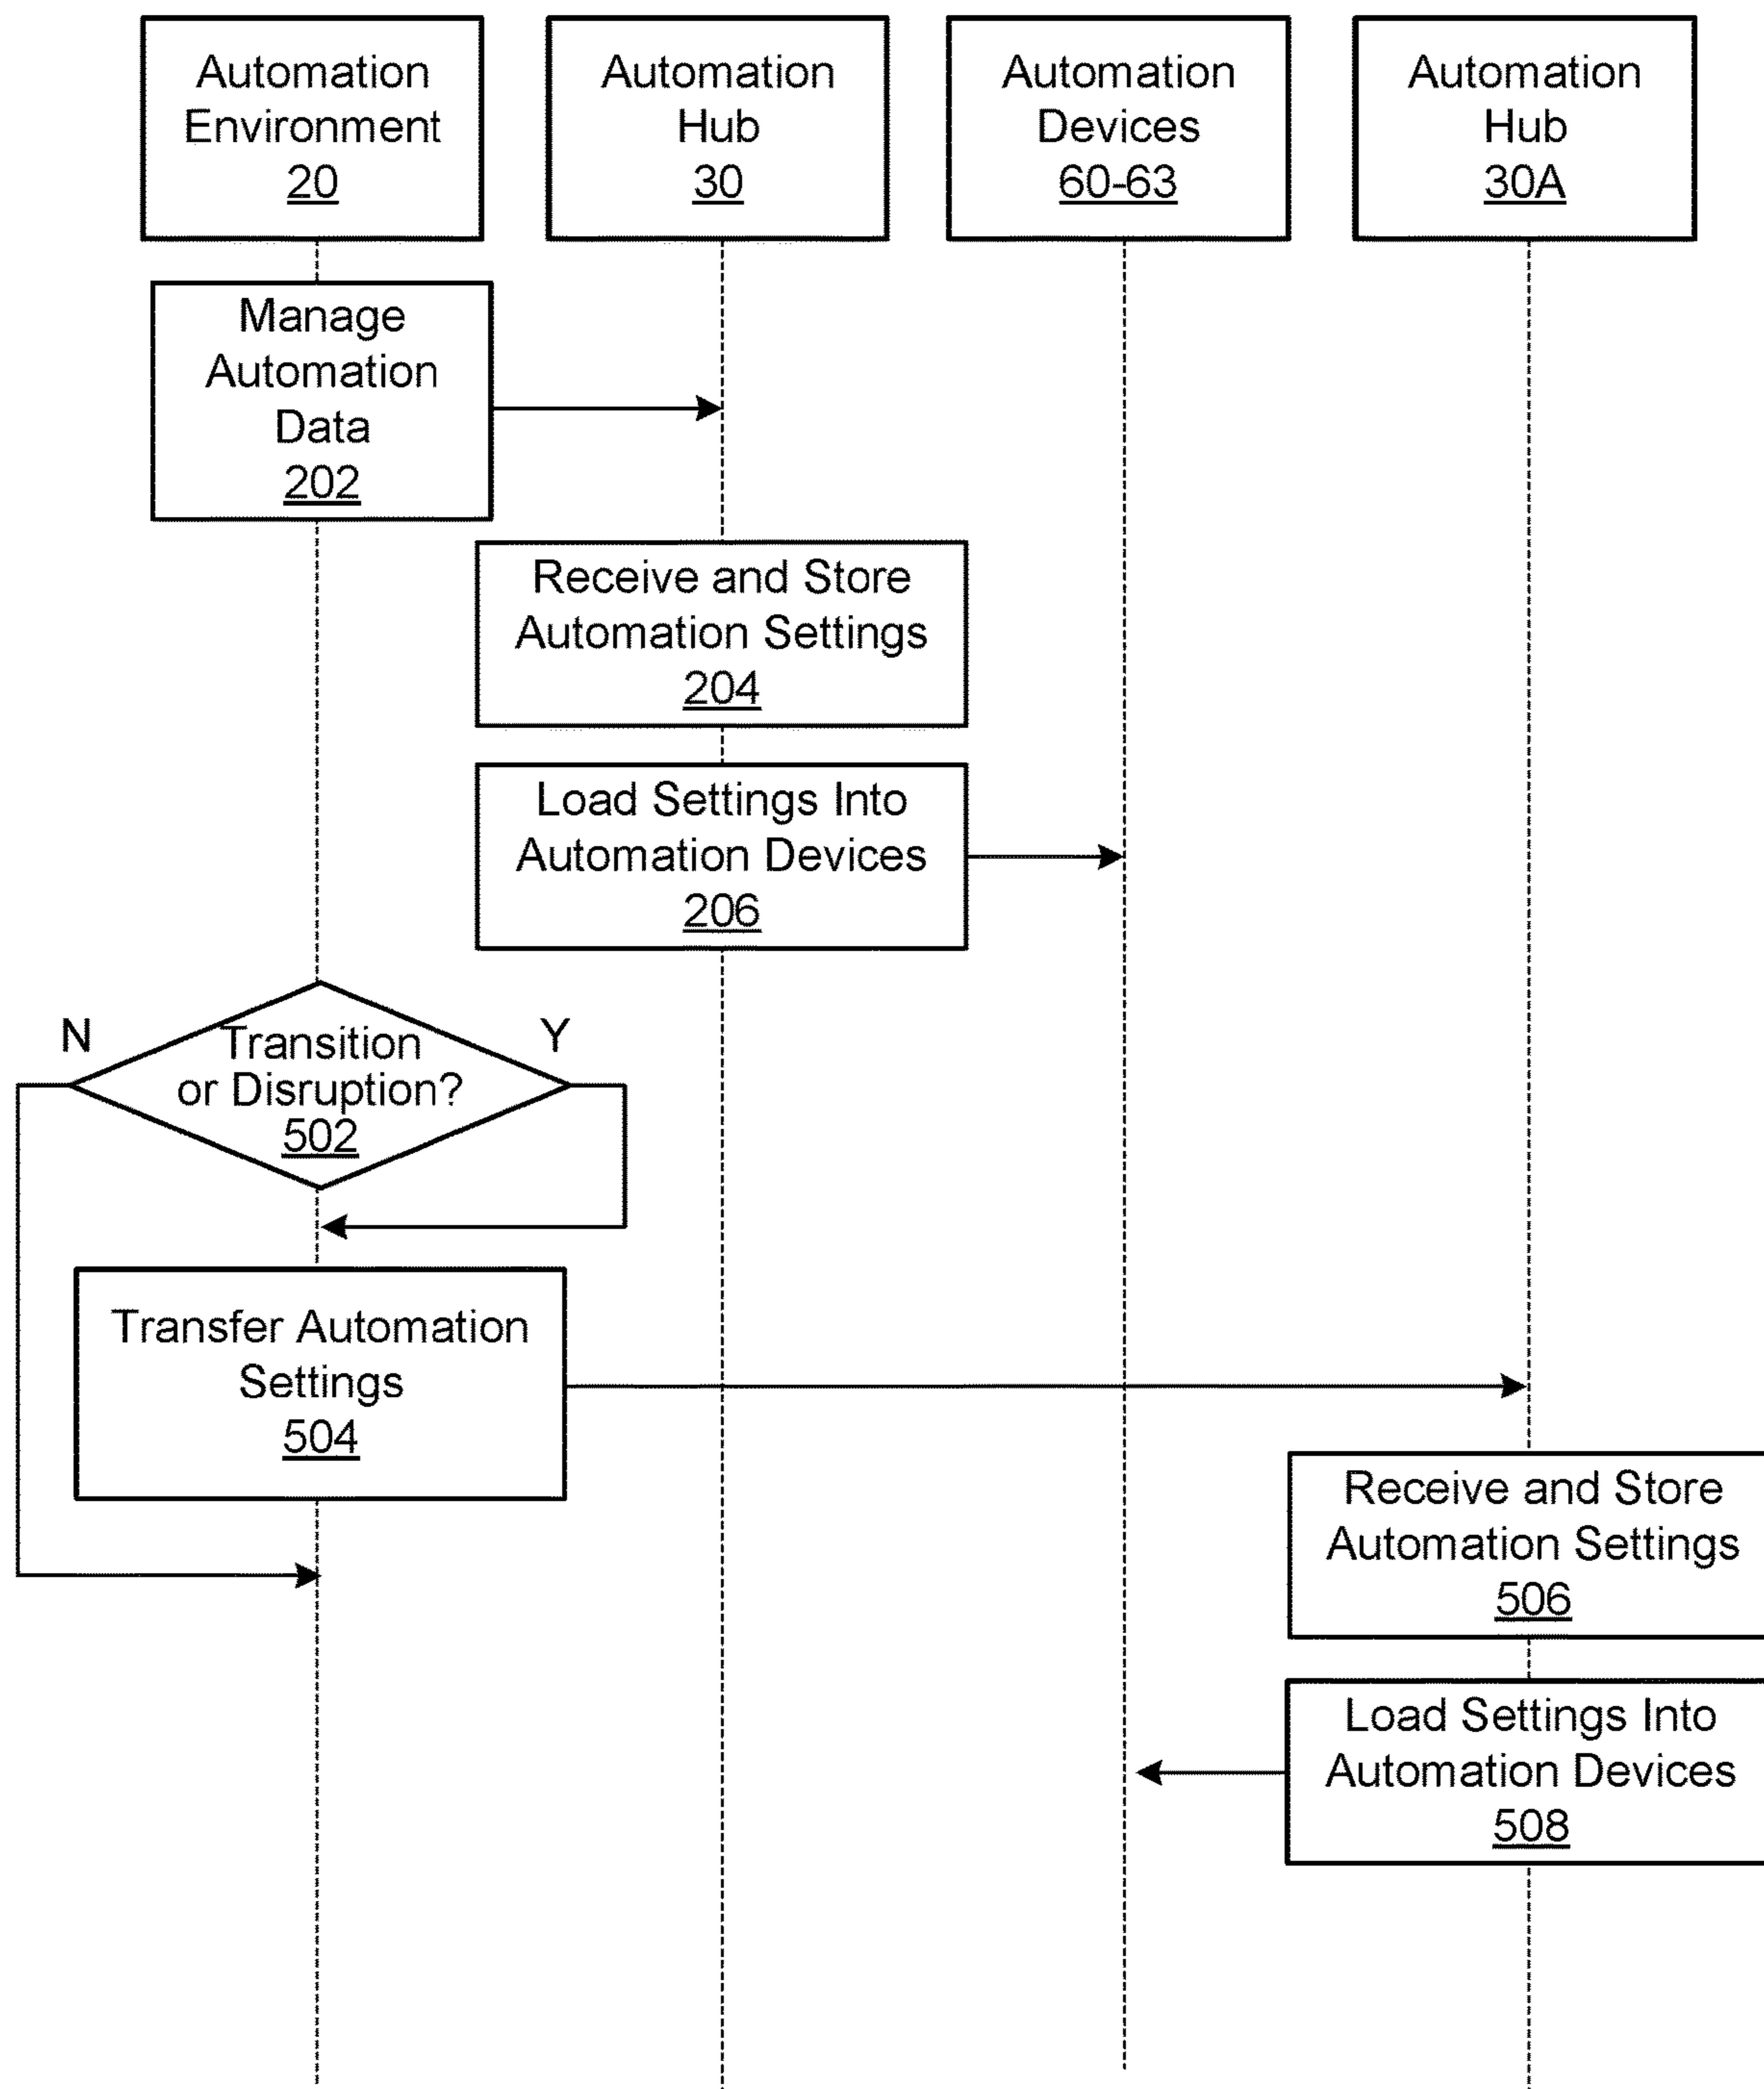 Automation
Environment
20
Automation
Hub
30
Automation
Devices
60-63
Automation
Hub
30A
Manage
Automation
Data
202
Receive and Store
Automation Settings
204
Load Settings Into
Automation Devices
206
N
Y
Transition
or Disruption?
502
Transfer Automation
Settings
504
Receive and Store
Automation Settings
506
Load Settings Into
Automation Devices
508